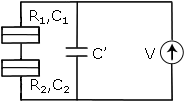 R₁,C₁
C' V
R₂,C₂